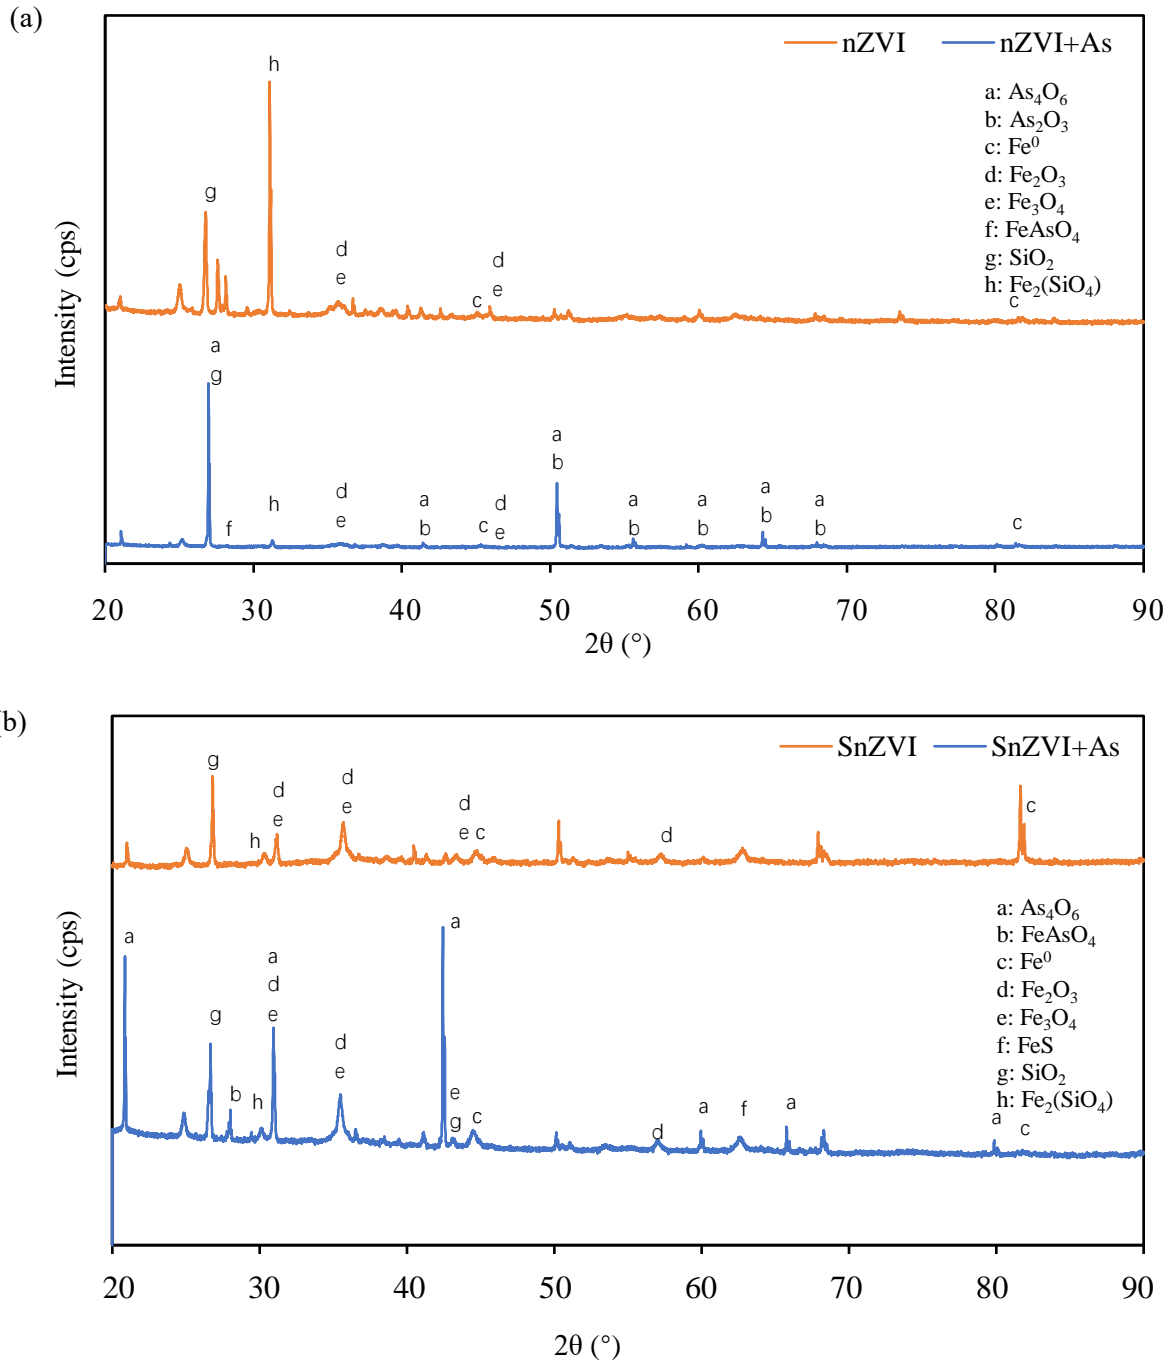 (a)
nZVI nZVI+As
h
a: As₄O₆
b: As₂O₃
c: Fe⁰
d: Fe₂O₃
e: Fe₃O₄
f: FeAsO₄
g: SiO₂
h: Fe₂(SiO₄)
g
d
e
c
d
e
c
a
g
f
h
d
e
a
b
c
d
e
a
b
a
b
a
b
a
b
a
b
c
Intensity (cps)
20 30 40 50 60 70 80 90
2θ (°)
b)
SnZVI SnZVI+As
g
h
d
e
d
e
d
e
c
d
c
a: As₄O₆
b: FeAsO₄
c: Fe⁰
d: Fe₂O₃
e: Fe₃O₄
f: FeS
g: SiO₂
h: Fe₂(SiO₄)
a
g
b
h
a
d
e
d
e
a
e
g
c
d
a
f
a
a
c
Intensity (cps)
20 30 40 50 60 70 80 90
2θ (°)